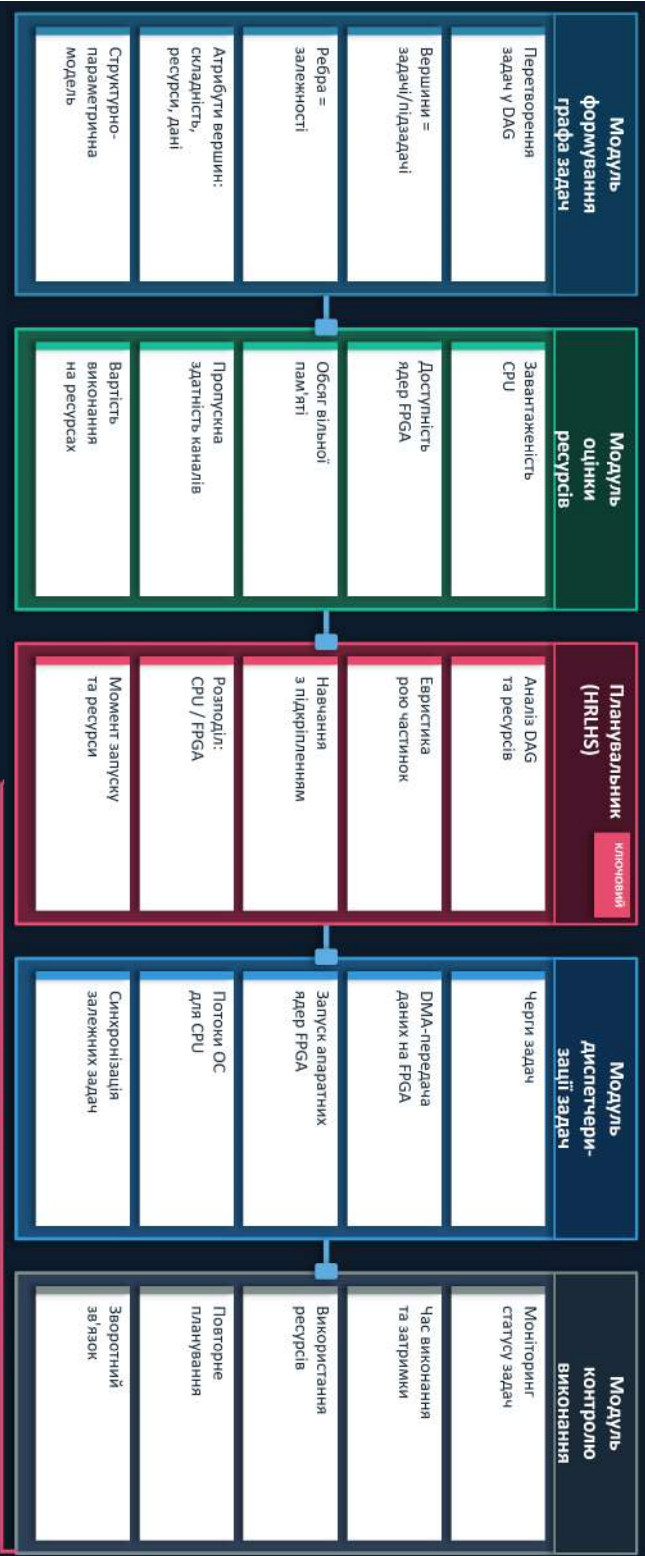 Модуль
формування
графа задач
Перетворення
задач у DAG
Вершини =
задачі/підзадачі
Ребра =
залежності
Атрибути вершин:
складність,
ресурси, дані
Структурно-
параметрична
модель
Модуль
оцінки
ресурсів
Завантаженість
CPU
Доступність
ядер FPGA
Обсяг вільної
пам'яті
Пропускна
здатність каналів
Вартість
виконання
на ресурсах
Планувальник
(HRLHS)
ключовий
Аналіз DAG
та ресурсів
Евристика
рою частинок
Навчання
з підкріпленням
Розподіл:
CPU / FPGA
Момент запуску
та ресурси
Модуль
диспетчери-
зації задач
Черги задач
DMA-передача
даних на FPGA
Запуск апаратних
ядер FPGA
Потоки ОС
для CPU
Синхронізація
залежних задач
Модуль
контролю
виконання
Моніторинг
статусу задач
Час виконання
та затримки
Використання
ресурсів
Повторне
планування
Зворотний
зв'язок